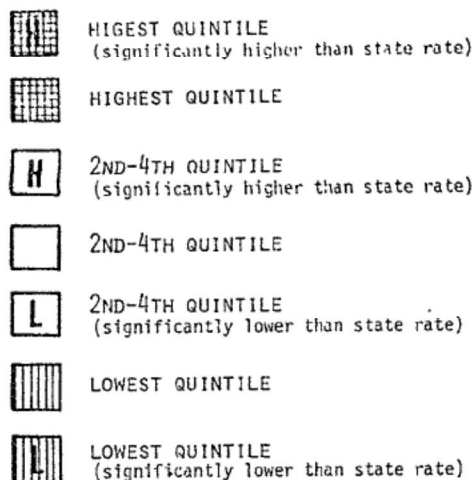 H HIGEST QUINTILE
(significantly higher than state rate)
HIGHEST QUINTILE
H 2ND-4TH QUINTILE
(significantly higher than state rate)
2ND-4TH QUINTILE
L 2ND-4TH QUINTILE
(significantly lower than state rate)
LOWEST QUINTILE
L LOWEST QUINTILE
(significantly lower than state rate)